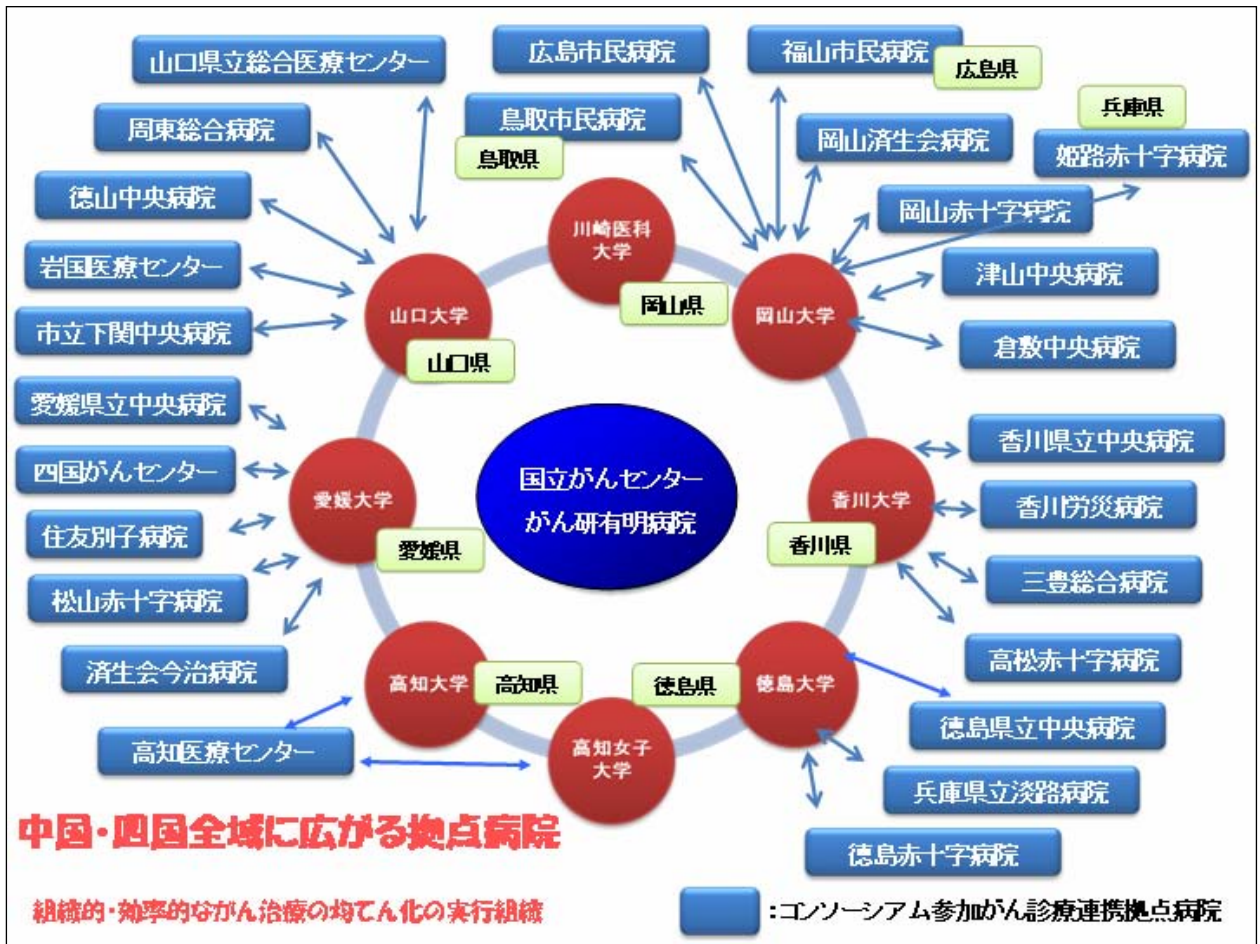 山口県立総合医療センター
広島市民病院
福山市民病院
広島県
周東総合病院
鳥取市民病院
鳥取県
岡山済生会病院
兵庫県
姫路赤十字病院
徳山中央病院
岡山赤十字病院
川崎医科
大学
岡山県
岩国医療センター
津山中央病院
市立下関中央病院
山口大学
山口県
岡山大学
倉敷中央病院
愛媛県立中央病院
香川県立中央病院
四国がんセンター
愛媛大学
愛媛県
国立がんセンター
がん研有明病院
香川大学
香川県
香川労災病院
住友別子病院
三豊総合病院
松山赤十字病院
高松赤十字病院
済生会今治病院
高知大学
高知県
徳島県
徳島大学
徳島県立中央病院
高知医療センター
高知女子
大学
兵庫県立淡路病院
徳島赤十字病院
中国・四国全域に広がる拠点病院
組織的・効率的ながん治療の均てん化の実行組織
:コンソーシアム参加がん診療連携拠点病院